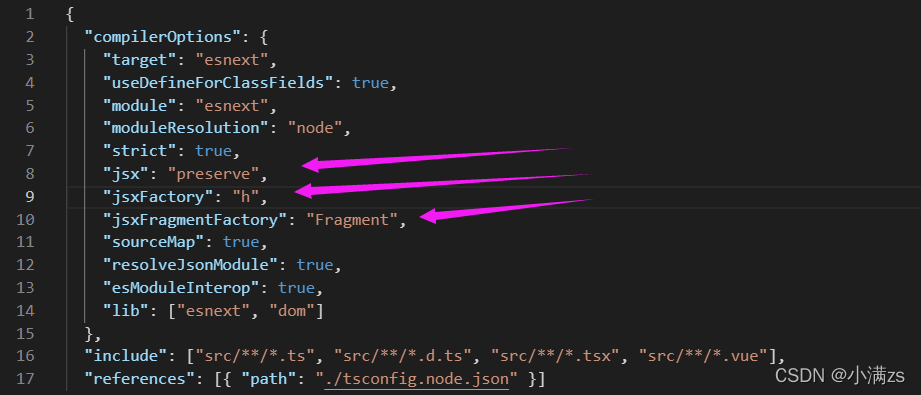 1 {
2 "compilerOptions": {
3 "target": "esnext",
4 "useDefineForClassFields": true,
5 "module": "esnext",
6 "moduleResolution": "node",
7 "strict": true,
8 "jsx": "preserve",
9 "jsxFactory": "h",
10 "jsxFragmentFactory": "Fragment",
11 "sourceMap": true,
12 "resolveJsonModule": true,
13 "esModuleInterop": true,
14 "lib": ["esnext", "dom"]
15 },
16 "include": ["src/**/*.ts", "src/**/*.d.ts", "src/**/*.tsx", "src/**/*.vue"],
17 "references": [{ "path": "./tsconfig.node.json" }]
CSDN @小满zs